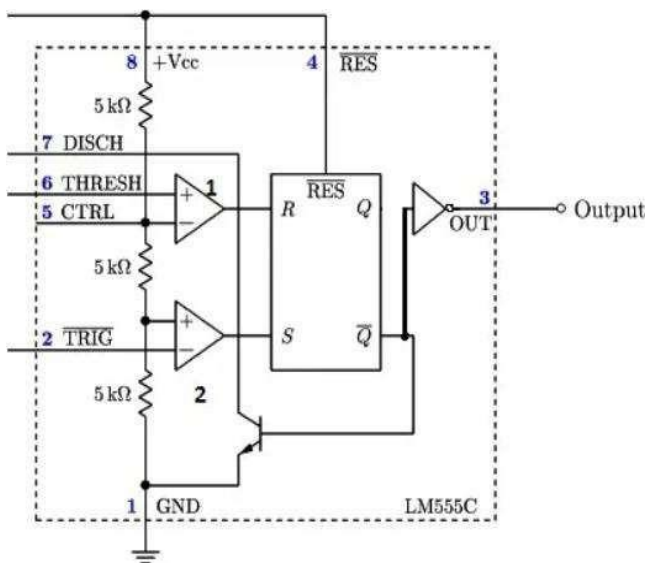 8 +Vcc
4 RES
5 kΩ
7 DISCH
6 THRESH
1
RES
3
5 CTRL
R
Q
OUT
Output
5 kΩ
2 TRIG
S
Q
5 kΩ
2
1 GND
LM555C